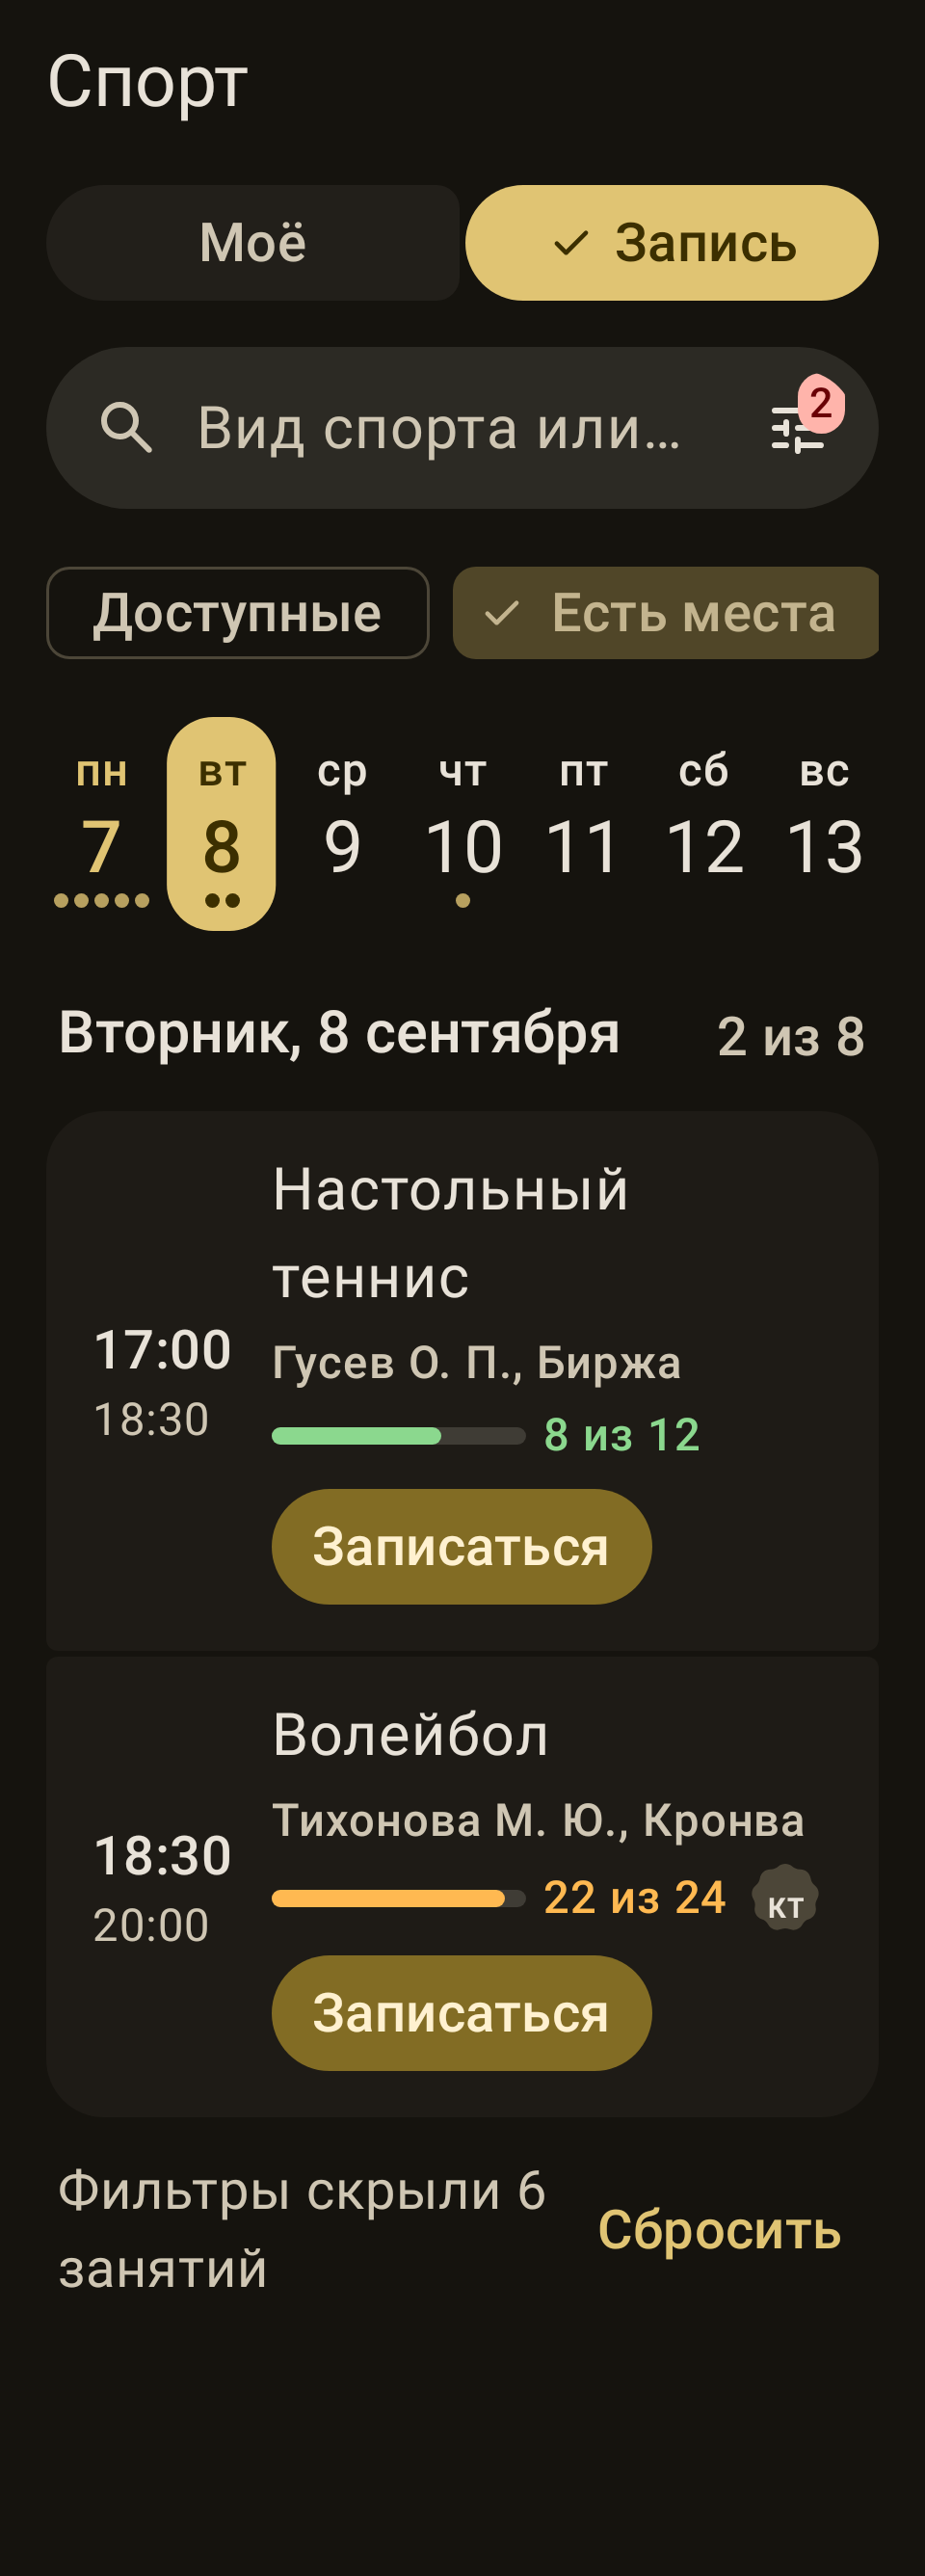 Спорт
Моё
Запись
Вид спорта или…
2
Доступные
Есть места
пн вт ср чт пт сб вс
7 8 9 10 11 12 13
Вторник, 8 сентября 2 из 8
Настольный
теннис
17:00
18:30
Гусев О. П., Биржа
8 из 12
Записаться
Волейбол
Тихонова М. Ю., Кронва
18:30
20:00
22 из 24
кт
Записаться
Фильтры скрыли 6
занятий
Сбросить